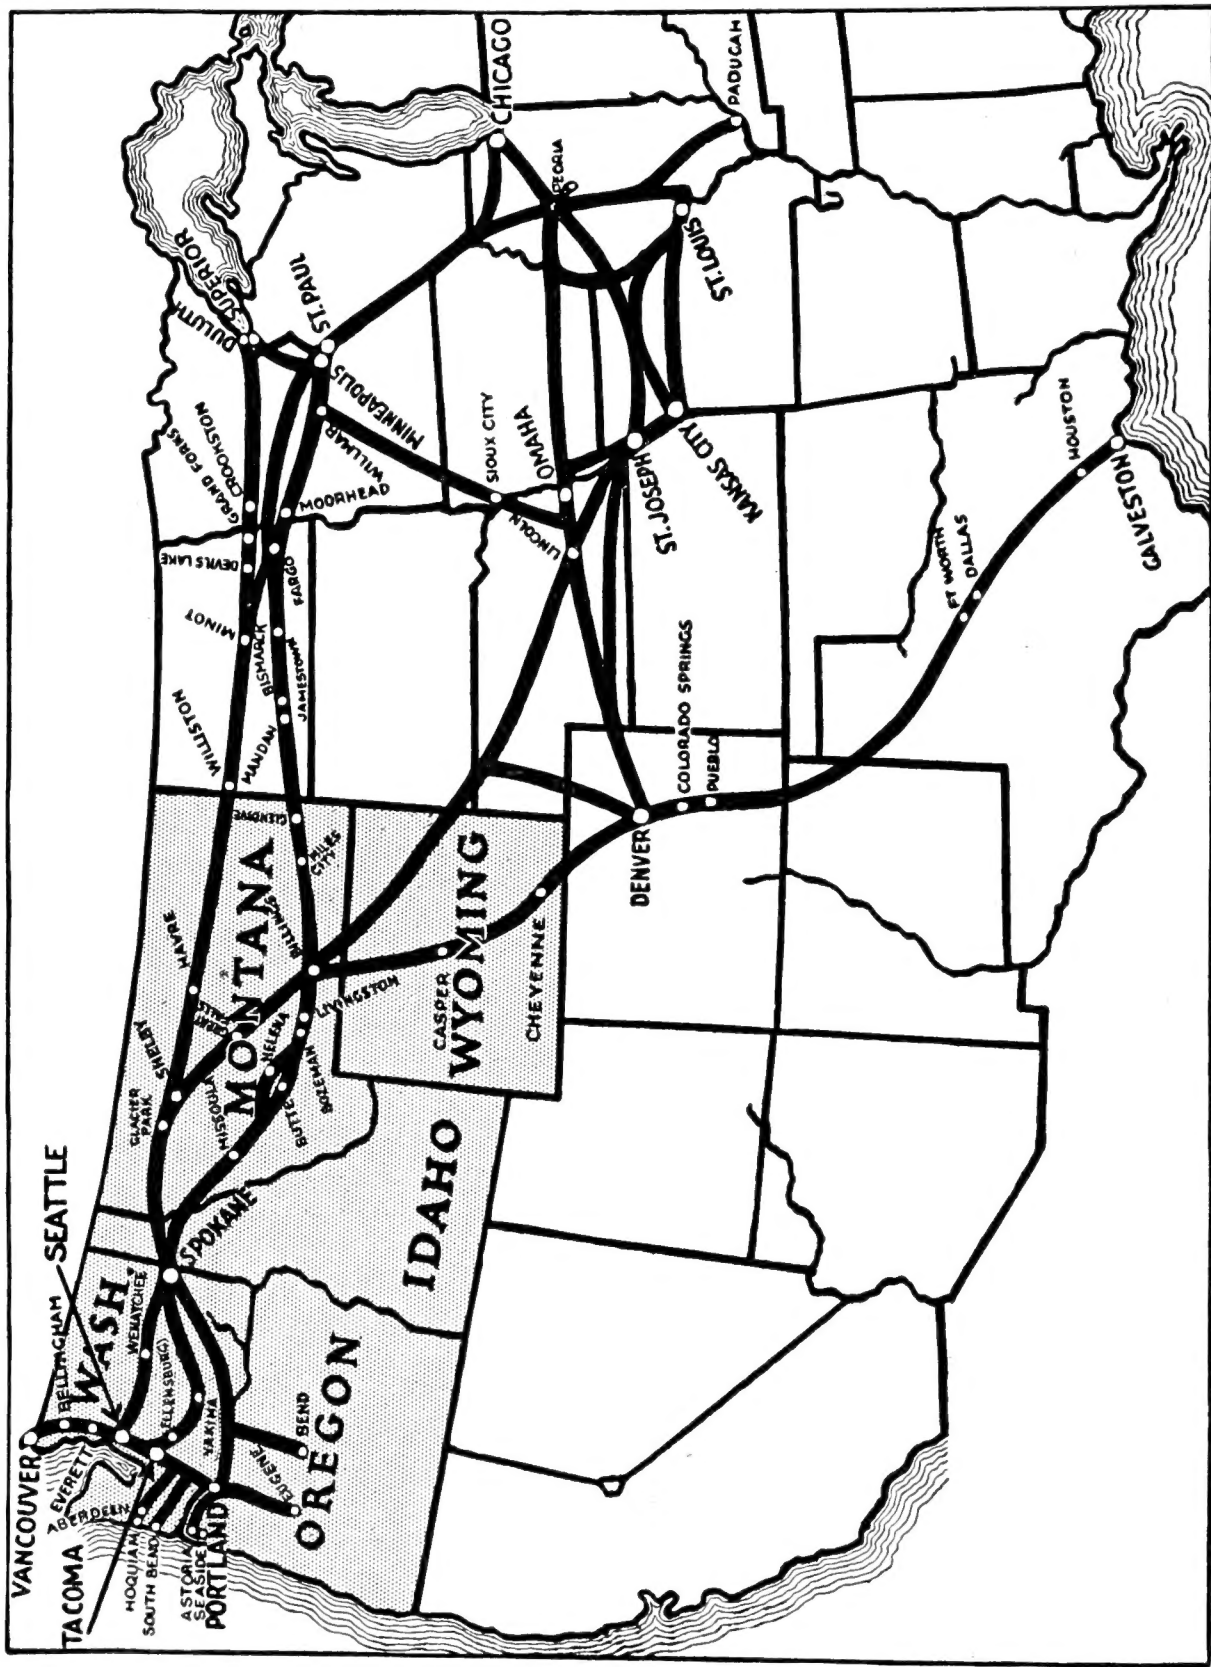 VANCOUVER
BELLINGHAM
SEATTLE
EVERETT
ABERDEEN
TACOMA
HOQUIAM
SOUTH BEND
ASTORIA
SEASIDE
PORTLAND
WASH.
WENATCHEE
ELLENSBURG
YAKIMA
SPOKANE
EUGENE
BEND
OREGON
IDAHO
GLACIER
PARK
SHELBY
HAVRE
GREAT
FALLS
MISSOULA
MONTANA
HELENA
BUTTE
BOZEMAN
LIVINGSTON
BILLINGS
MILES
CITY
GLENDIVE
CASPER
WYOMING
CHEYENNE
WILLISTON
MINOT
DEVILS LAKE
GRAND FORKS
CROOKSTON
MANDAN
BISMARCK
JAMESTOWN
FARGO
MOORHEAD
WILLMAR
MINNEAPOLIS
ST. PAUL
DULUTH
SUPERIOR
SIOUX CITY
OMAHA
LINCOLN
ST. JOSEPH
KANSAS CITY
ST. LOUIS
PEORIA
CHICAGO
PADUCAH
DENVER
COLORADO SPRINGS
PUEBLO
FT WORTH
DALLAS
HOUSTON
GALVESTON